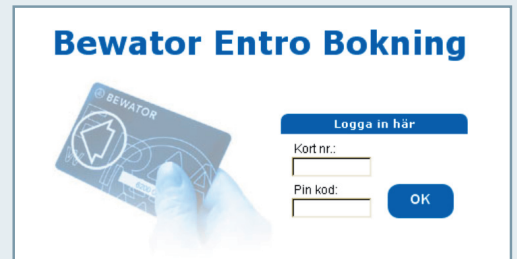 Bewator Entro Bokning
BEWATOR
Logga in här
Kort nr.:
Pin kod:
OK